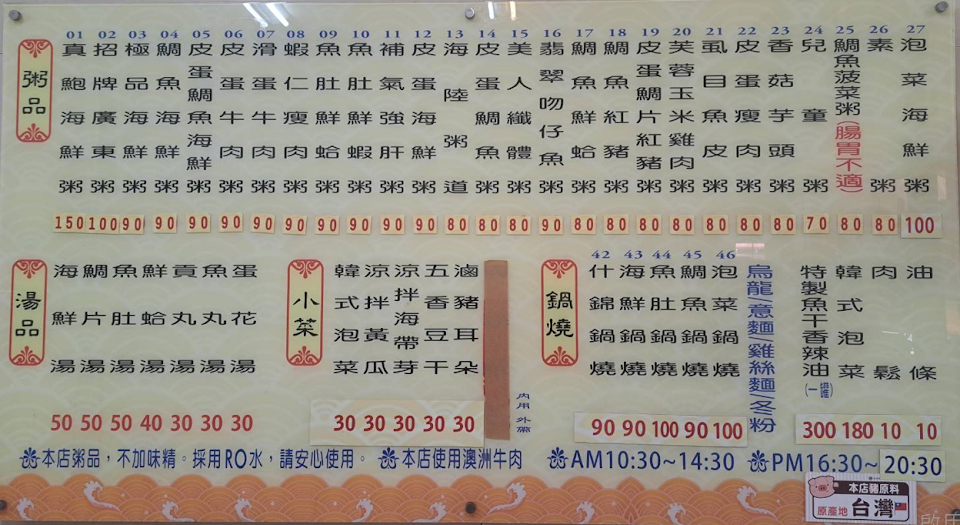 粥品
01 真鮑海鮮粥 150
02 招牌廣東粥 100
03 極品海鮮粥 90
04 鯛魚海鮮粥 90
05 皮蛋鯛魚海鮮粥 90
06 皮蛋牛肉粥 90
07 滑蛋牛肉粥 90
08 蝦仁瘦肉粥 90
09 魚肚鮮蛤粥 90
10 魚肚鮮蝦粥 90
11 補氣強肝粥 90
12 皮蛋海鮮粥 90
13 海陸粥道 80
14 皮蛋鯛魚粥 80
15 美人纖體粥 80
16 翡翠吻仔魚粥 90
17 鯛魚鮮蛤粥 80
18 鯛魚紅豬粥 80
19 皮蛋鯛片紅豬粥 80
20 芙蓉玉米雞肉粥 80
21 虱目魚皮粥 80
22 皮蛋瘦肉粥 80
23 香菇芋頭粥 80
24 兒童粥 70
25 鯛魚菠菜粥(腸胃不適) 80
26 素粥 80
27 泡菜海鮮粥 100
湯品
海鮮湯 50
鯛片湯 50
魚肚湯 50
鮮蛤湯 40
貢丸湯 30
魚丸湯 30
蛋花湯 30
小菜
韓式泡菜 30
涼拌黃瓜 30
涼拌海帶芽 30
五香豆干 30
滷豬耳朵 30
內用 外帶
鍋燒
42 什錦鍋燒 90
43 海鮮鍋燒 90
44 魚肚鍋燒 100
45 鯛魚鍋燒 90
46 泡菜鍋燒 100
烏龍/意麵/雞絲麵/冬粉
特製魚干香辣油(一罐) 300
韓式泡菜 180
肉鬆 10
油條 10
本店粥品，不加味精。採用RO水，請安心使用。
本店使用澳洲牛肉
AM10:30~14:30
PM16:30~20:30
本店豬原料
原產地 台灣